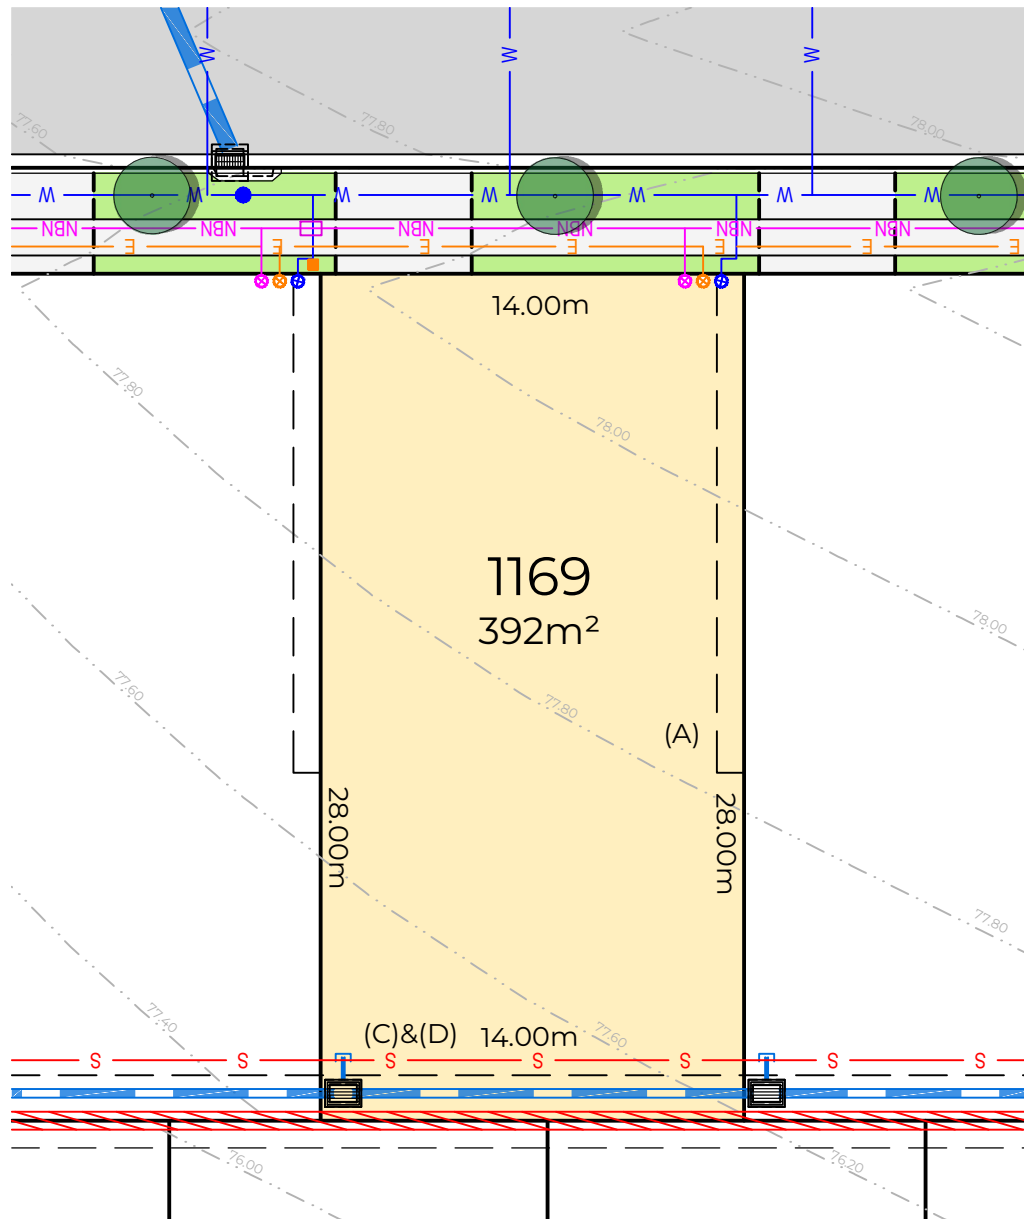 W W W
77.60 77.80 78.00
W W W W W W W
NBN NBN NBN NBN NBN NBN
E E E E E E E
14.00m
77.80
78.00
1169
392m²
78.00
77.60
77.80
(A)
28.00m
28.00m
77.80
77.40
77.60
(C)&(D) 14.00m
S S S S S S S
76.00
76.20